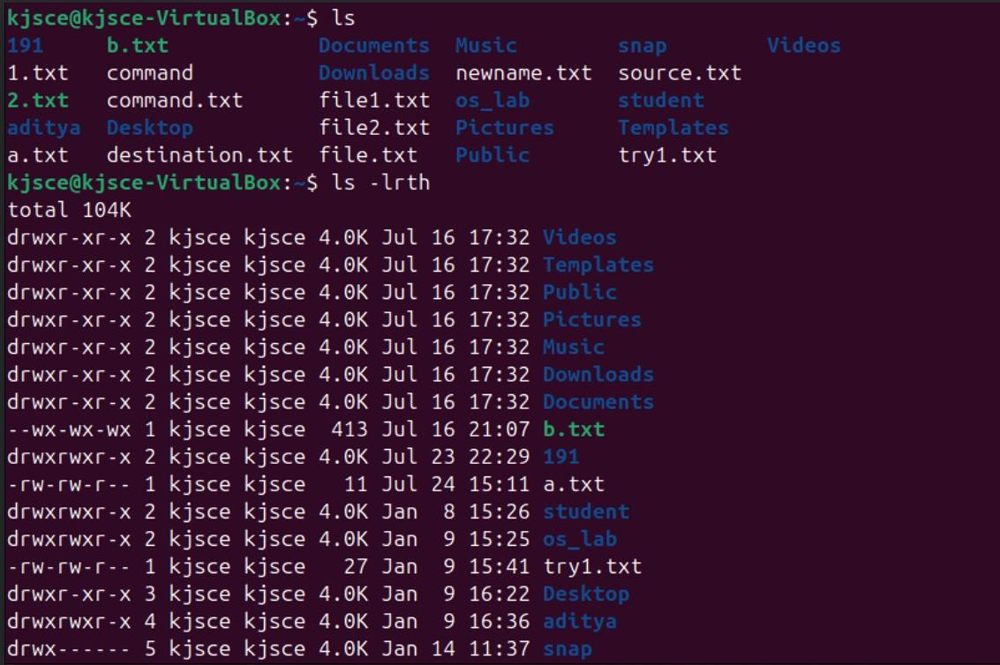 kjsce@kjsce-VirtualBox:~$ ls
191     b.txt            Documents  Music        snap        Videos
1.txt   command          Downloads  newname.txt  source.txt
2.txt   command.txt      file1.txt  os_lab       student
aditya  Desktop          file2.txt  Pictures     Templates
a.txt   destination.txt  file.txt   Public       try1.txt
kjsce@kjsce-VirtualBox:~$ ls -lrth
total 104K
drwxr-xr-x 2 kjsce kjsce 4.0K Jul 16 17:32 Videos
drwxr-xr-x 2 kjsce kjsce 4.0K Jul 16 17:32 Templates
drwxr-xr-x 2 kjsce kjsce 4.0K Jul 16 17:32 Public
drwxr-xr-x 2 kjsce kjsce 4.0K Jul 16 17:32 Pictures
drwxr-xr-x 2 kjsce kjsce 4.0K Jul 16 17:32 Music
drwxr-xr-x 2 kjsce kjsce 4.0K Jul 16 17:32 Downloads
drwxr-xr-x 2 kjsce kjsce 4.0K Jul 16 17:32 Documents
--wx-wx-wx 1 kjsce kjsce  413 Jul 16 21:07 b.txt
drwxrwxr-x 2 kjsce kjsce 4.0K Jul 23 22:29 191
-rw-rw-r-- 1 kjsce kjsce   11 Jul 24 15:11 a.txt
drwxrwxr-x 2 kjsce kjsce 4.0K Jan  8 15:26 student
drwxrwxr-x 2 kjsce kjsce 4.0K Jan  9 15:25 os_lab
-rw-rw-r-- 1 kjsce kjsce   27 Jan  9 15:41 try1.txt
drwxr-xr-x 3 kjsce kjsce 4.0K Jan  9 16:22 Desktop
drwxrwxr-x 4 kjsce kjsce 4.0K Jan  9 16:36 aditya
drwx------ 5 kjsce kjsce 4.0K Jan 14 11:37 snap